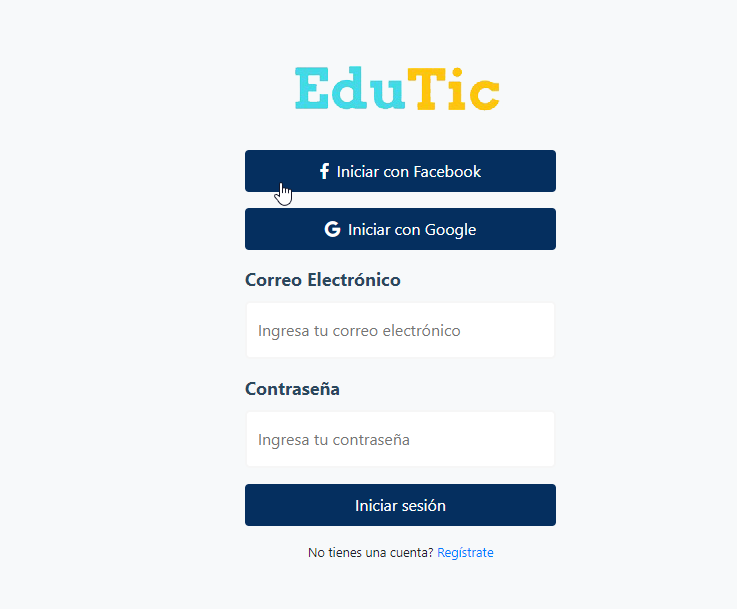 EduTic
Iniciar con Facebook
Iniciar con Google
Correo Electrónico
Ingresa tu correo electrónico
Contraseña
Ingresa tu contraseña
Iniciar sesión
No tienes una cuenta? Regístrate